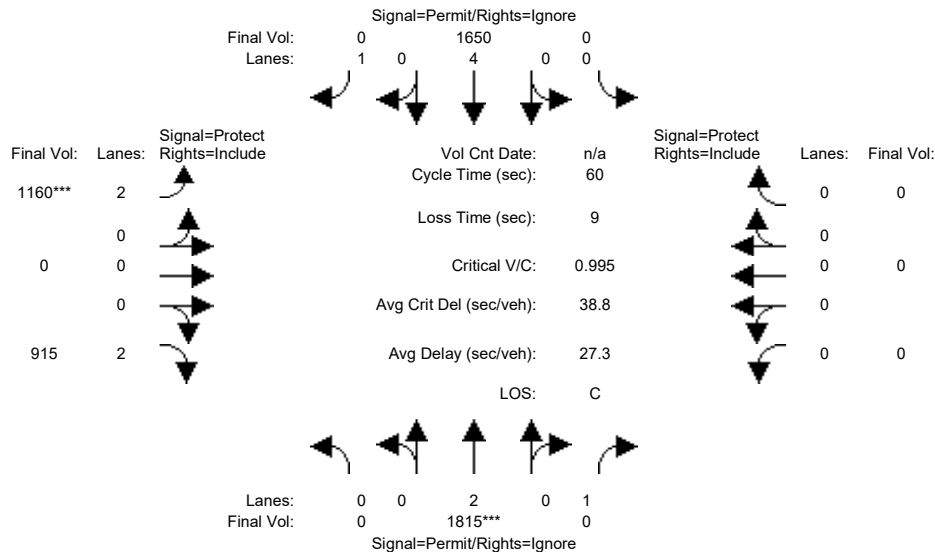 Signal=Permit/Rights=Ignore
Final Vol: 0 1650 0
Lanes: 1 0 4 0 0
Signal=Protect Signal=Protect
Final Vol: Lanes: Rights=Include Vol Cnt Date: n/a Rights=Include Lanes: Final Vol:
Cycle Time (sec): 60
1160*** 2 0 0
Loss Time (sec): 9
0 0
0 0 Critical V/C: 0.995 0 0
0 Avg Crit Del (sec/veh): 38.8 0
915 2 Avg Delay (sec/veh): 27.3 0 0
LOS: C
Lanes: 0 0 2 0 1
Final Vol: 0 1815*** 0
Signal=Permit/Rights=Ignore